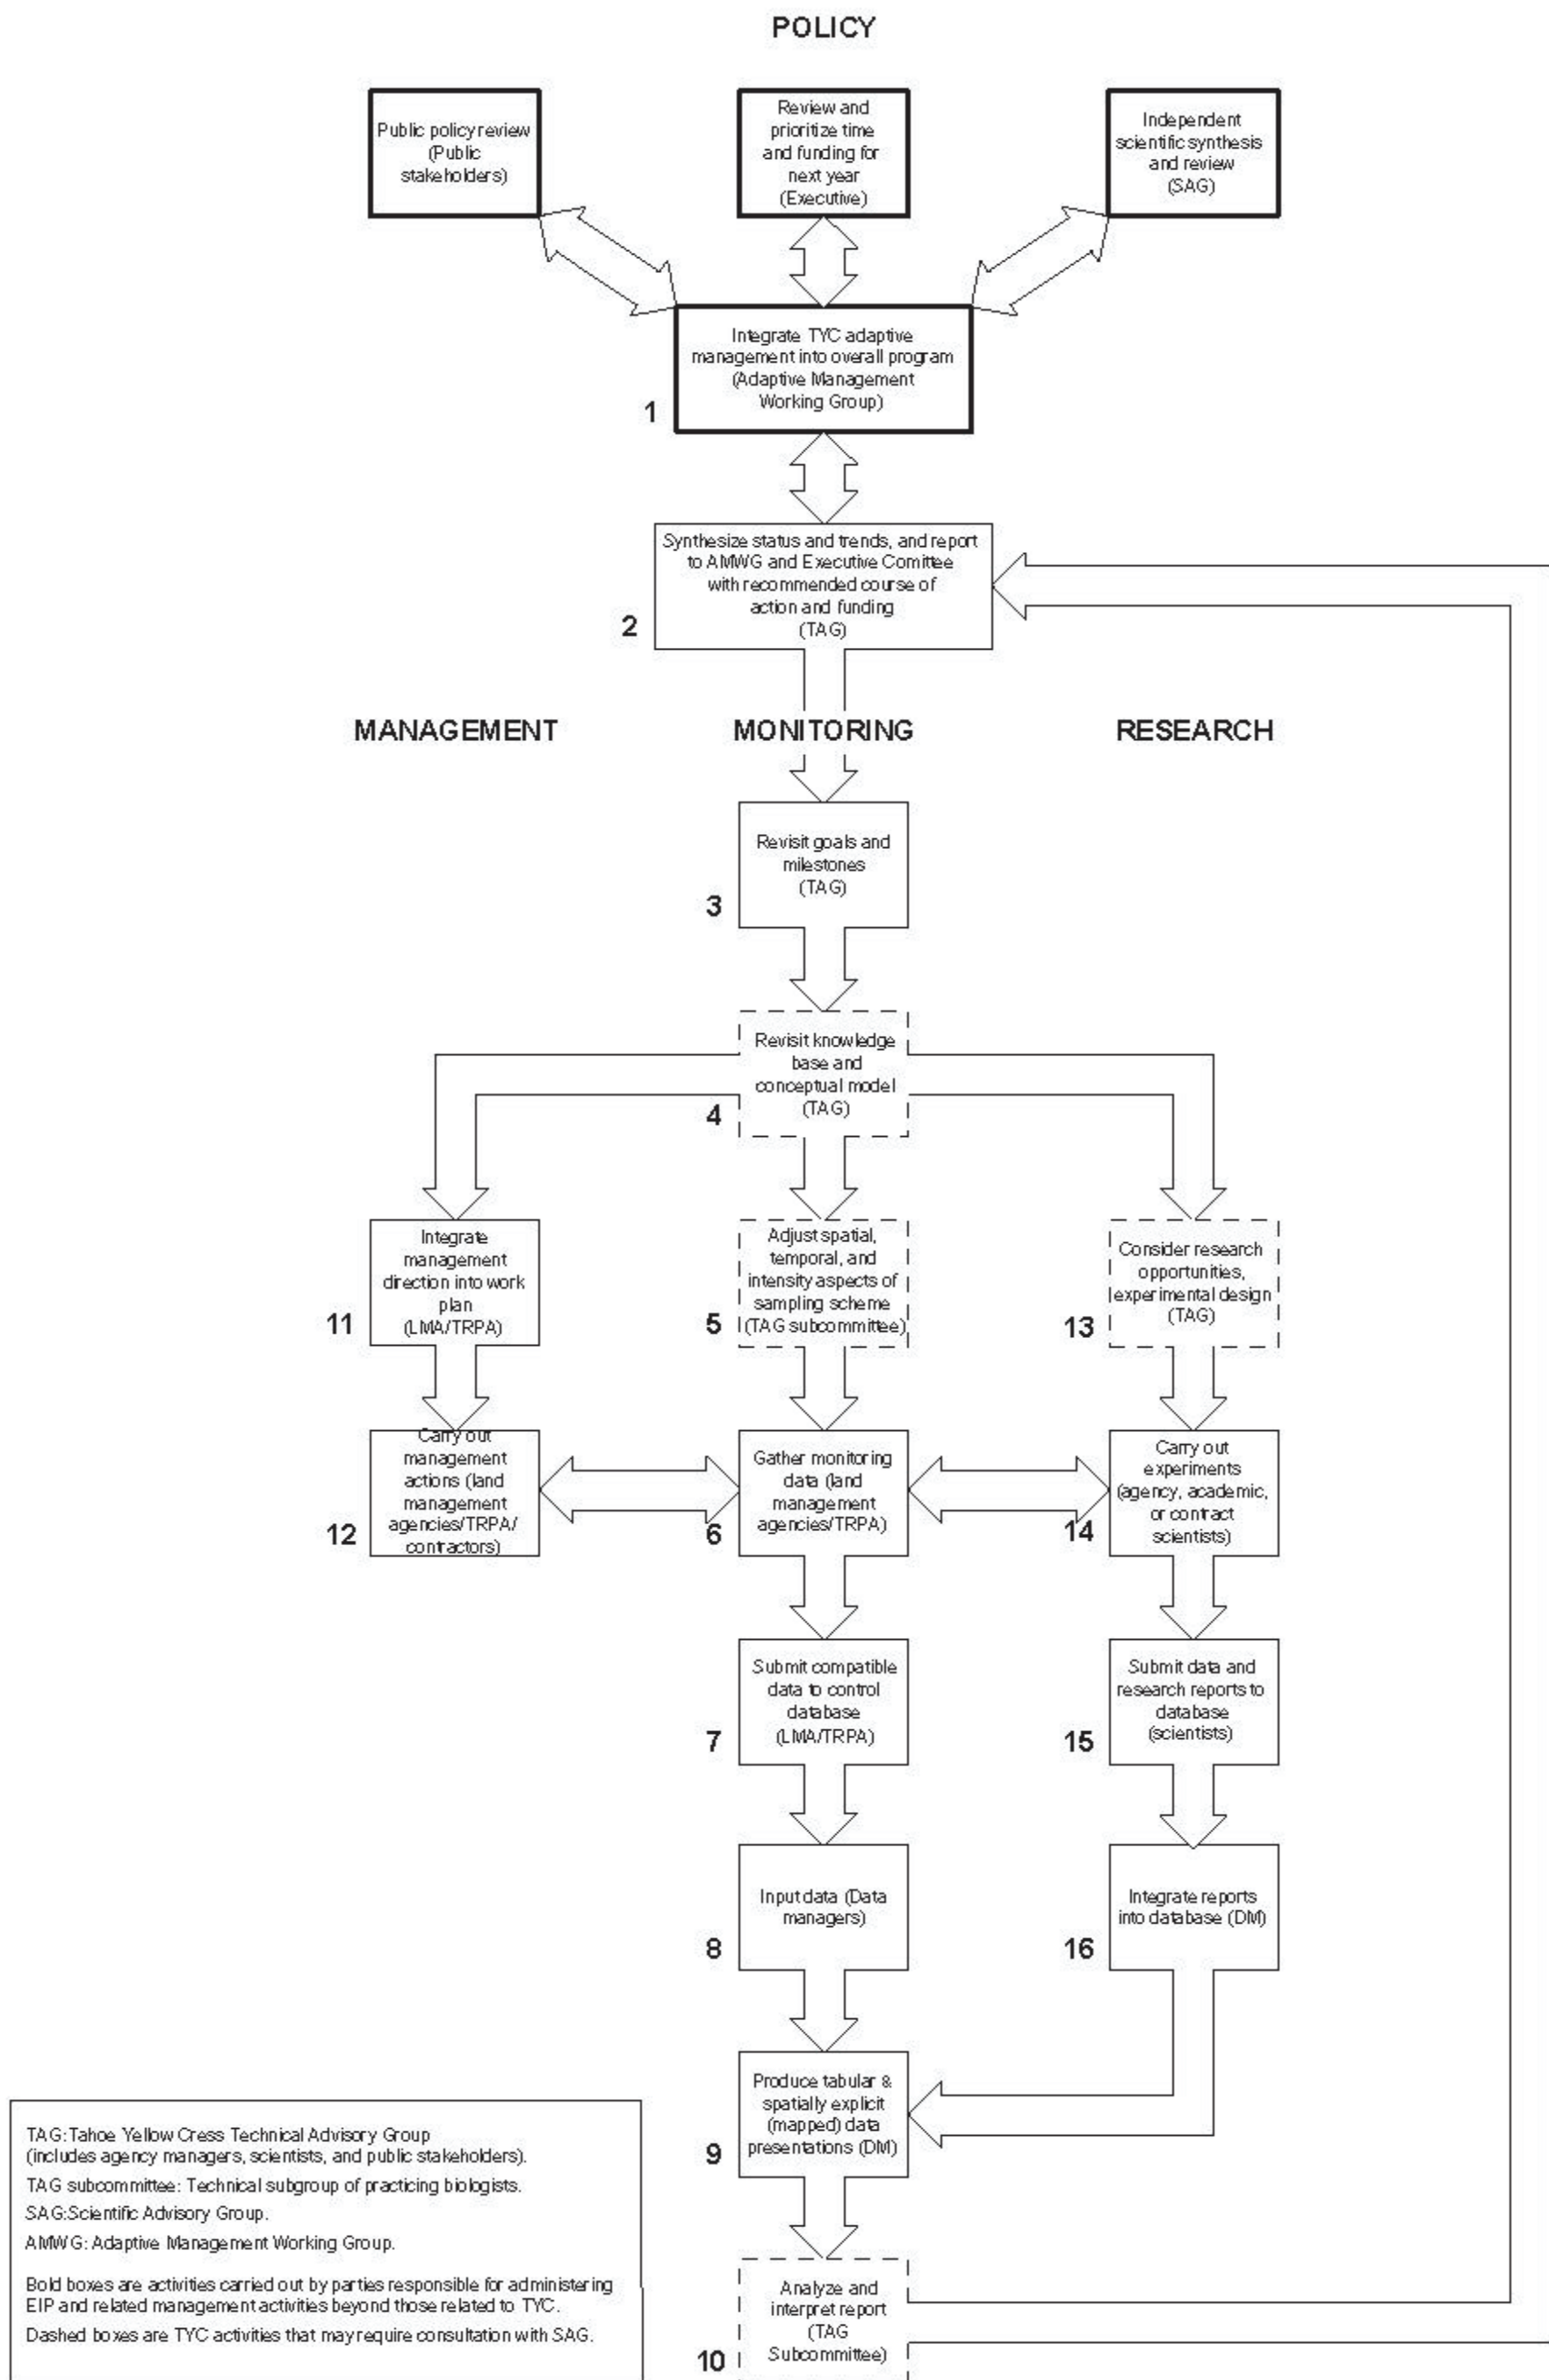 POLICY
Public policy review
(Public
stakeholders)
Review and
prioritize time
and funding for
next year
(Executive)
Independent
scientific synthesis
and review
(SAG)
Integrate TYC adaptive
management into overall program
(Adaptive Management
Working Group)
1
Synthesize status and trends, and report
to AMWG and Executive Comittee
with recommended course of
action and funding
(TAG)
2
MANAGEMENT
MONITORING
RESEARCH
Revisit goals and
milestones
(TAG)
3
Revisit knowledge
base and
conceptual model
(TAG)
4
Integrate
management
direction into work
plan
(LMA/TRPA)
11
Adjust spatial,
temporal, and
intensity aspects of
sampling scheme
(TAG subcommittee)
5
Consider research
opportunities,
experimental design
(TAG)
13
Carry out
management
actions (land
management
agencies/TRPA/
contractors)
12
Gather monitoring
data (land
management
agencies/TRPA)
6
Carry out
experiments
(agency, academic,
or contract
scientists)
14
Submit compatible
data to control
database
(LMA/TRPA)
7
Submit data and
research reports to
database
(scientists)
15
Input data (Data
managers)
8
Integrate reports
into database (DM)
16
Produce tabular &
spatially explicit
(mapped) data
presentations (DM)
9
Analyze and
interpret report
(TAG
Subcommittee)
10
TAG:Tahoe Yellow Cress Technical Advisory Group
(includes agency managers, scientists, and public stakeholders).
TAG subcommittee: Technical subgroup of practicing biologists.
SAG:Scientific Advisory Group.
AMWG: Adaptive Management Working Group.
Bold boxes are activities carried out by parties responsible for administering
EIP and related management activities beyond those related to TYC.
Dashed boxes are TYC activities that may require consultation with SAG.